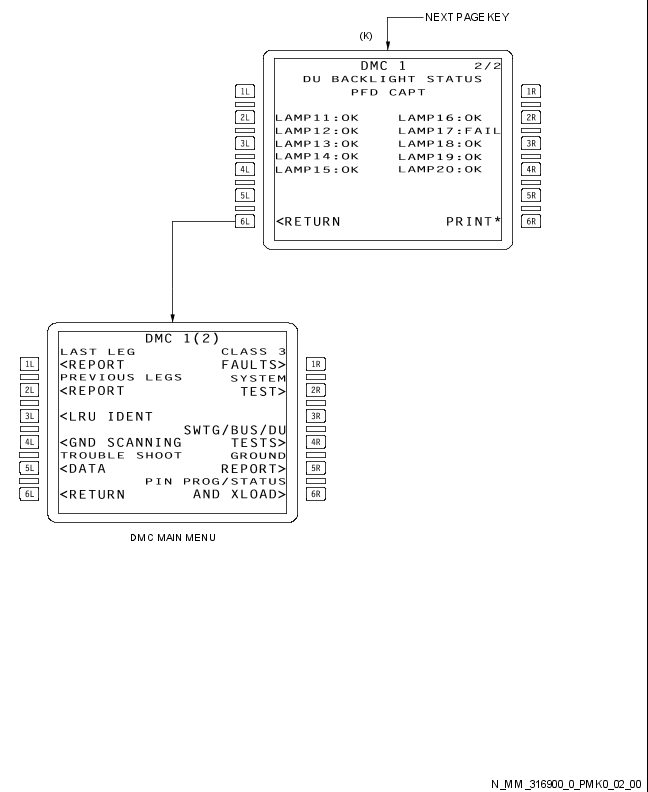 NEXT PAGE KEY
(K)
DMC 1 2/2
DU BACKLIGHT STATUS
1L PFD CAPT 1R
2L LAMP11:OK LAMP16:OK 2R
LAMP12:OK LAMP17:FAIL
3L LAMP13:OK LAMP18:OK 3R
LAMP14:OK LAMP19:OK
4L LAMP15:OK LAMP20:OK 4R
5L 5R
6L <RETURN PRINT* 6R
DMC 1(2)
LAST LEG CLASS 3
1L <REPORT FAULTS> 1R
PREVIOUS LEGS SYSTEM
2L <REPORT TEST> 2R
3L <LRU IDENT 3R
SWTG/BUS/DU
4L <GND SCANNING TESTS> 4R
TROUBLE SHOOT GROUND
5L <DATA REPORT> 5R
PIN PROG/STATUS
6L <RETURN AND XLOAD> 6R
DMC MAIN MENU
N_MM_316900_0_PMK0_02_00